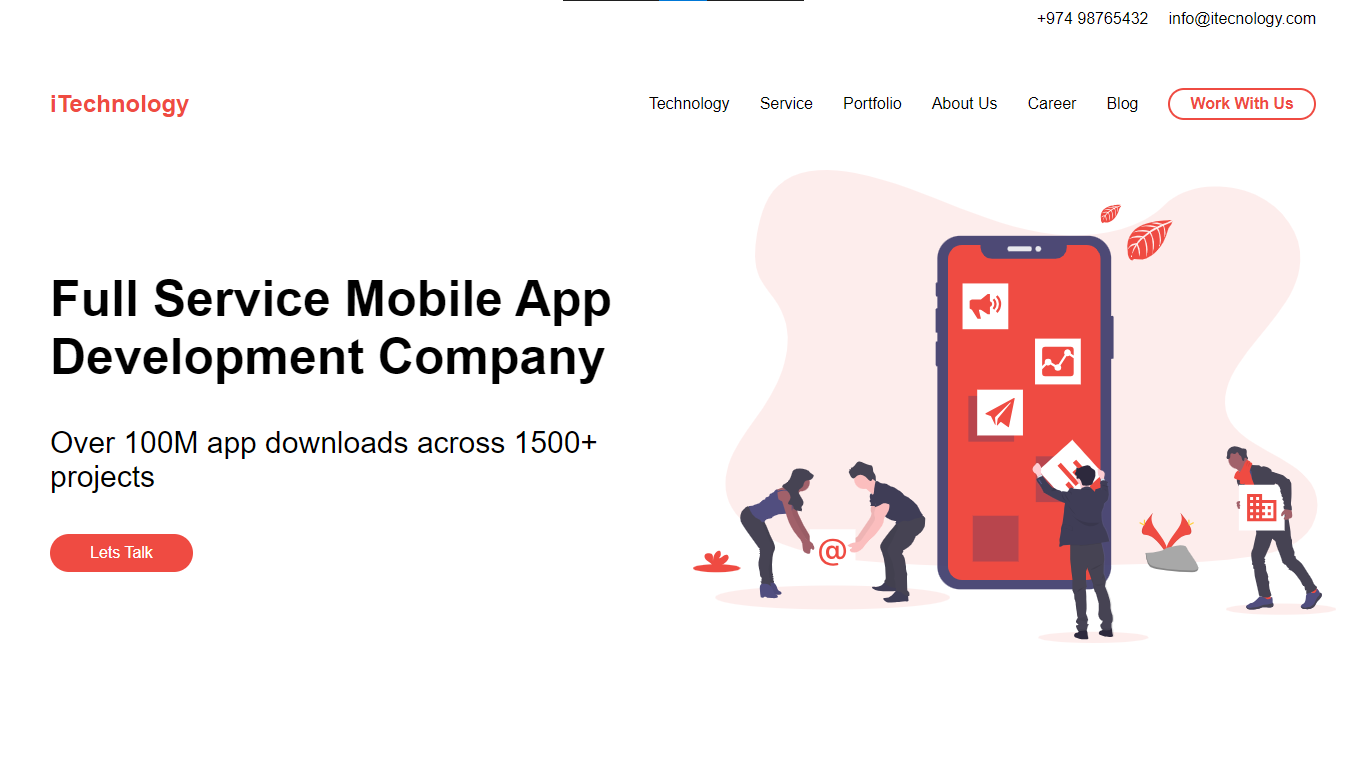 +974 98765432 info@itecnology.com
iTechnology Technology Service Portfolio About Us Career Blog Work With Us
Full Service Mobile App
Development Company
Over 100M app downloads across 1500+
projects
Lets Talk
@